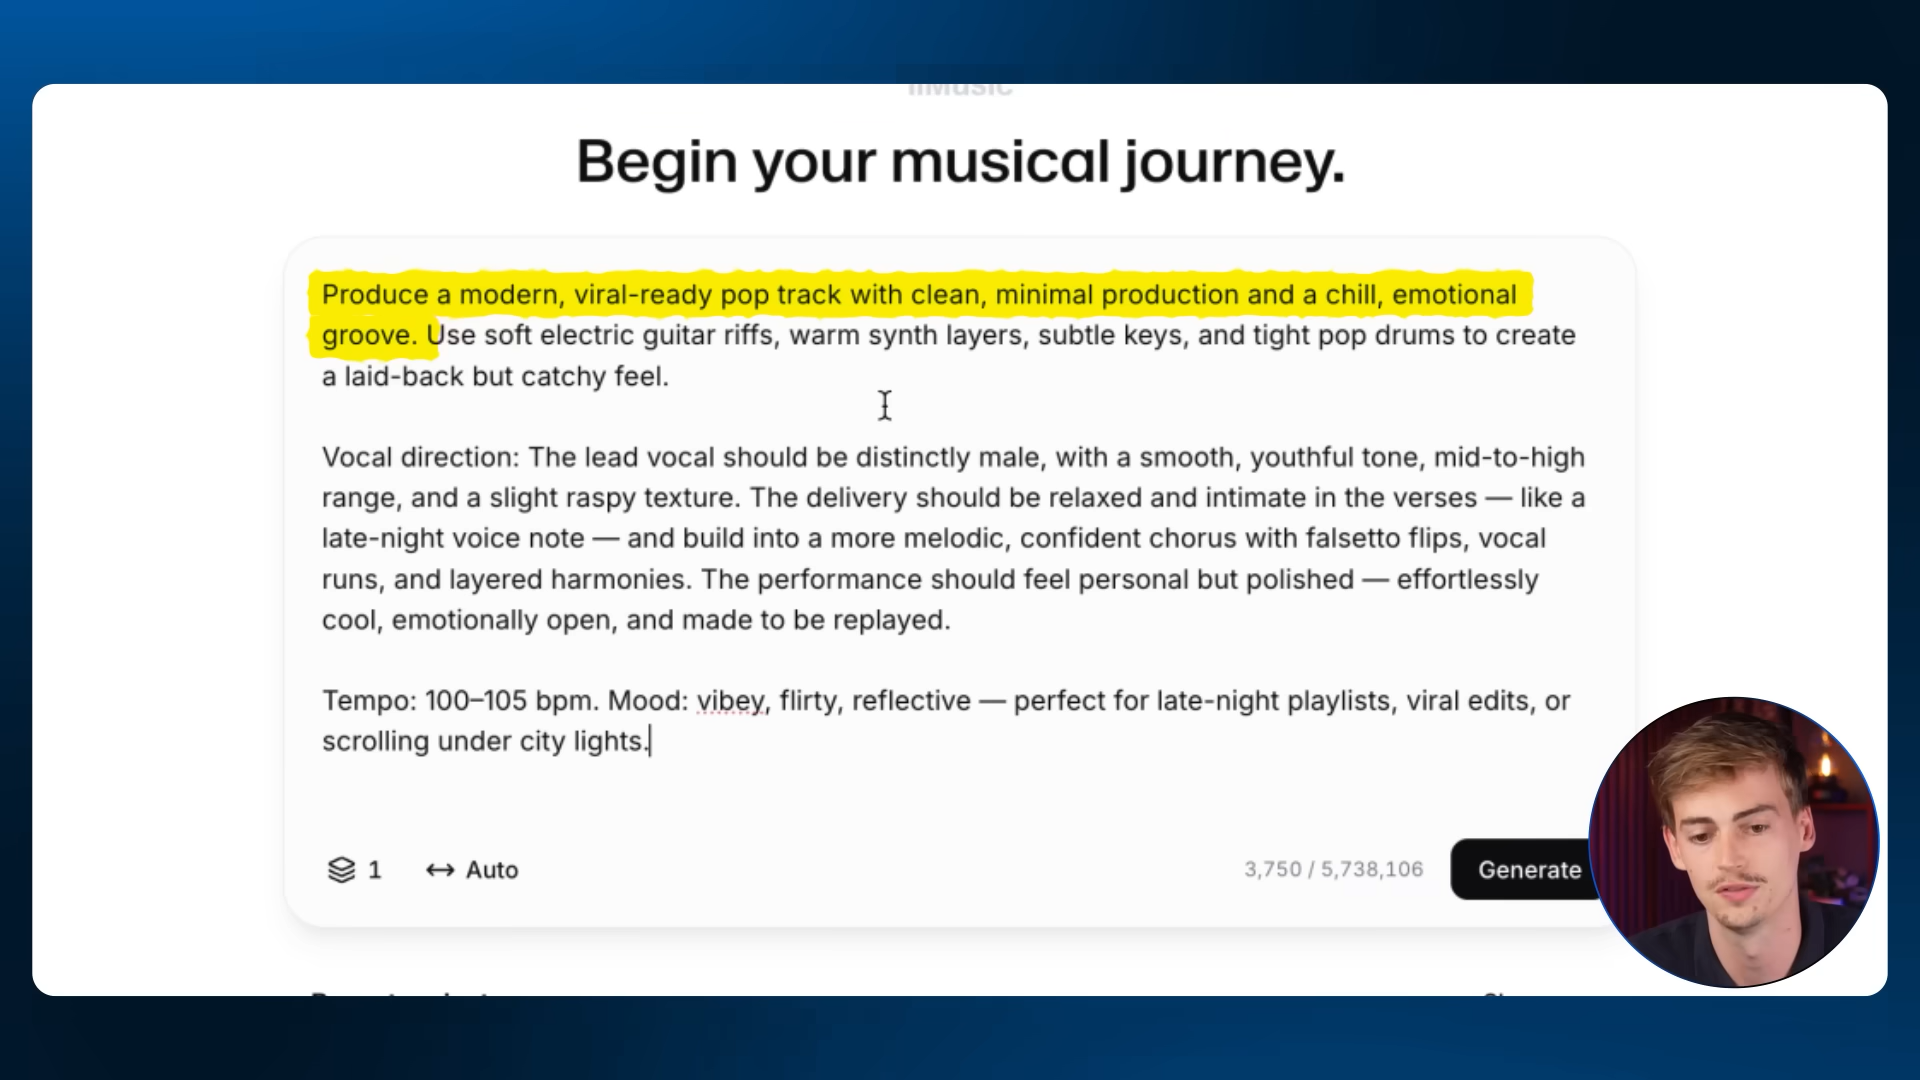 Begin your musical journey.
Produce a modern, viral-ready pop track with clean, minimal production and a chill, emotional
groove. Use soft electric guitar riffs, warm synth layers, subtle keys, and tight pop drums to create
a laid-back but catchy feel.
Vocal direction: The lead vocal should be distinctly male, with a smooth, youthful tone, mid-to-high
range, and a slight raspy texture. The delivery should be relaxed and intimate in the verses — like a
late-night voice note — and build into a more melodic, confident chorus with falsetto flips, vocal
runs, and layered harmonies. The performance should feel personal but polished — effortlessly
cool, emotionally open, and made to be replayed.
Tempo: 100–105 bpm. Mood: vibey, flirty, reflective — perfect for late-night playlists, viral edits, or
scrolling under city lights.
1 Auto 3,750 / 5,738,106 Generate